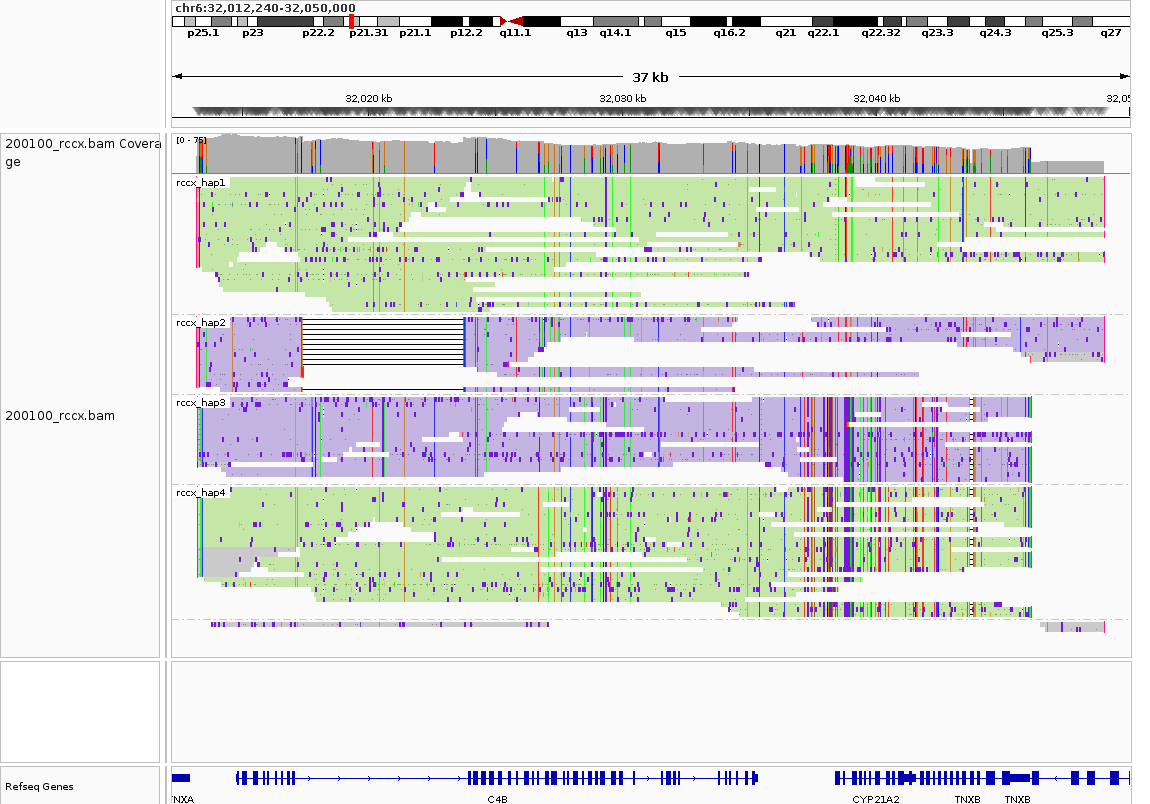 chr6:32,012,240-32,050,000
p25.1 p23 p22.2 p21.31 p21.1 p12.2 q11.1 q13 q14.1 q15 q16.2 q21 q22.1 q22.32 q23.3 q24.3 q25.3 q27
37 kb
32,020 kb 32,030 kb 32,040 kb 32,05
200100_rccx.bam Covera
ge
[0 - 75]
rccx_hap1
rccx_hap2
rccx_hap3
200100_rccx.bam
rccx_hap4
Refseq Genes
NXA C4B CYP21A2 TNXB TNXB